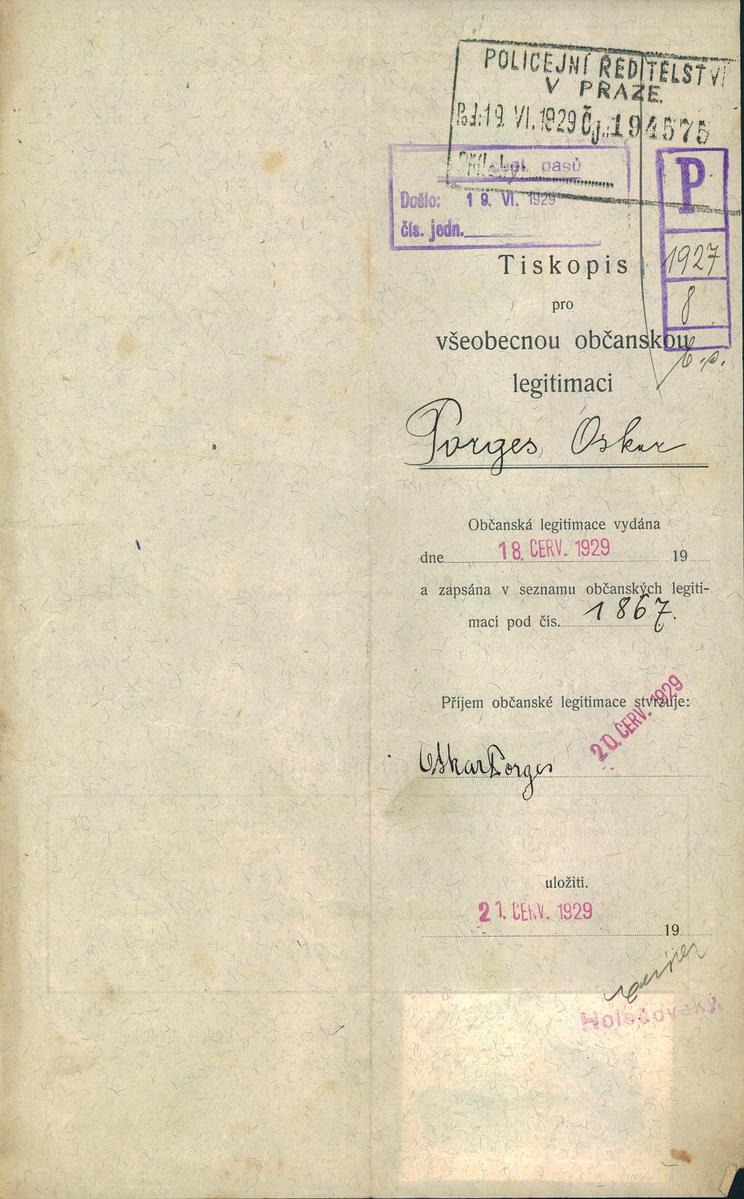 POLICEJNÍ ŘEDITELSTVÍ
V PRAZE.
19. VI. 1929 Čj. 194575
pasů
Došlo: 19. VI. 1929
čís. jedn.
P
1927
8
Tiskopis
pro
všeobecnou občanskou
legitimaci
Porges Oskar
Občanská legitimace vydána
dne 18. ČERV. 1929 19
a zapsána v seznamu občanských legiti-
mací pod čís. 1867.
Příjem občanské legitimace stvrzuje:
20. ČERV. 1929
Oskar Porges
uložiti.
21. ČERV. 1929
19